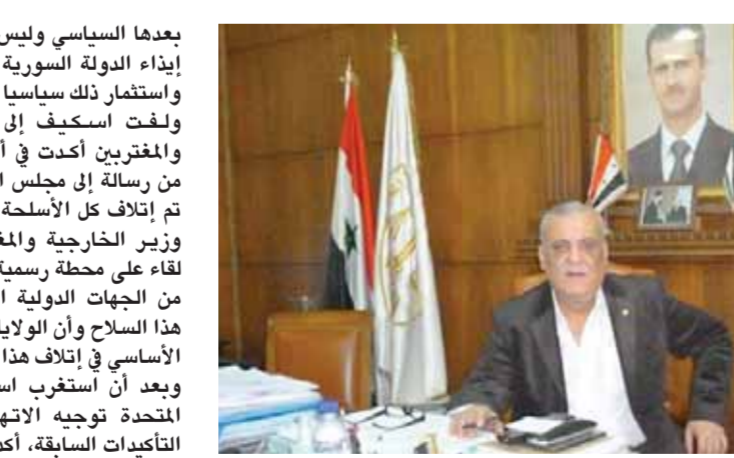 بعدها السياسي وليس
إيذاء الدولة السورية
واستثمار ذلك سياسيا
ولفت اسكيف إلى
والمغتربين أكدت في أ
من رسالة إلى مجلس ا
تم إتلاف كل الأسلحة
وزير الخارجية والمغ
لقاء على محطة رسمية
من الجهات الدولية ا
هذا السلاح وأن الولايا
الأساسي في إتلاف هذا
وبعد أن استغرب اس
المتحدة توجيه الاتها
التأكيدات السابقة، أكد